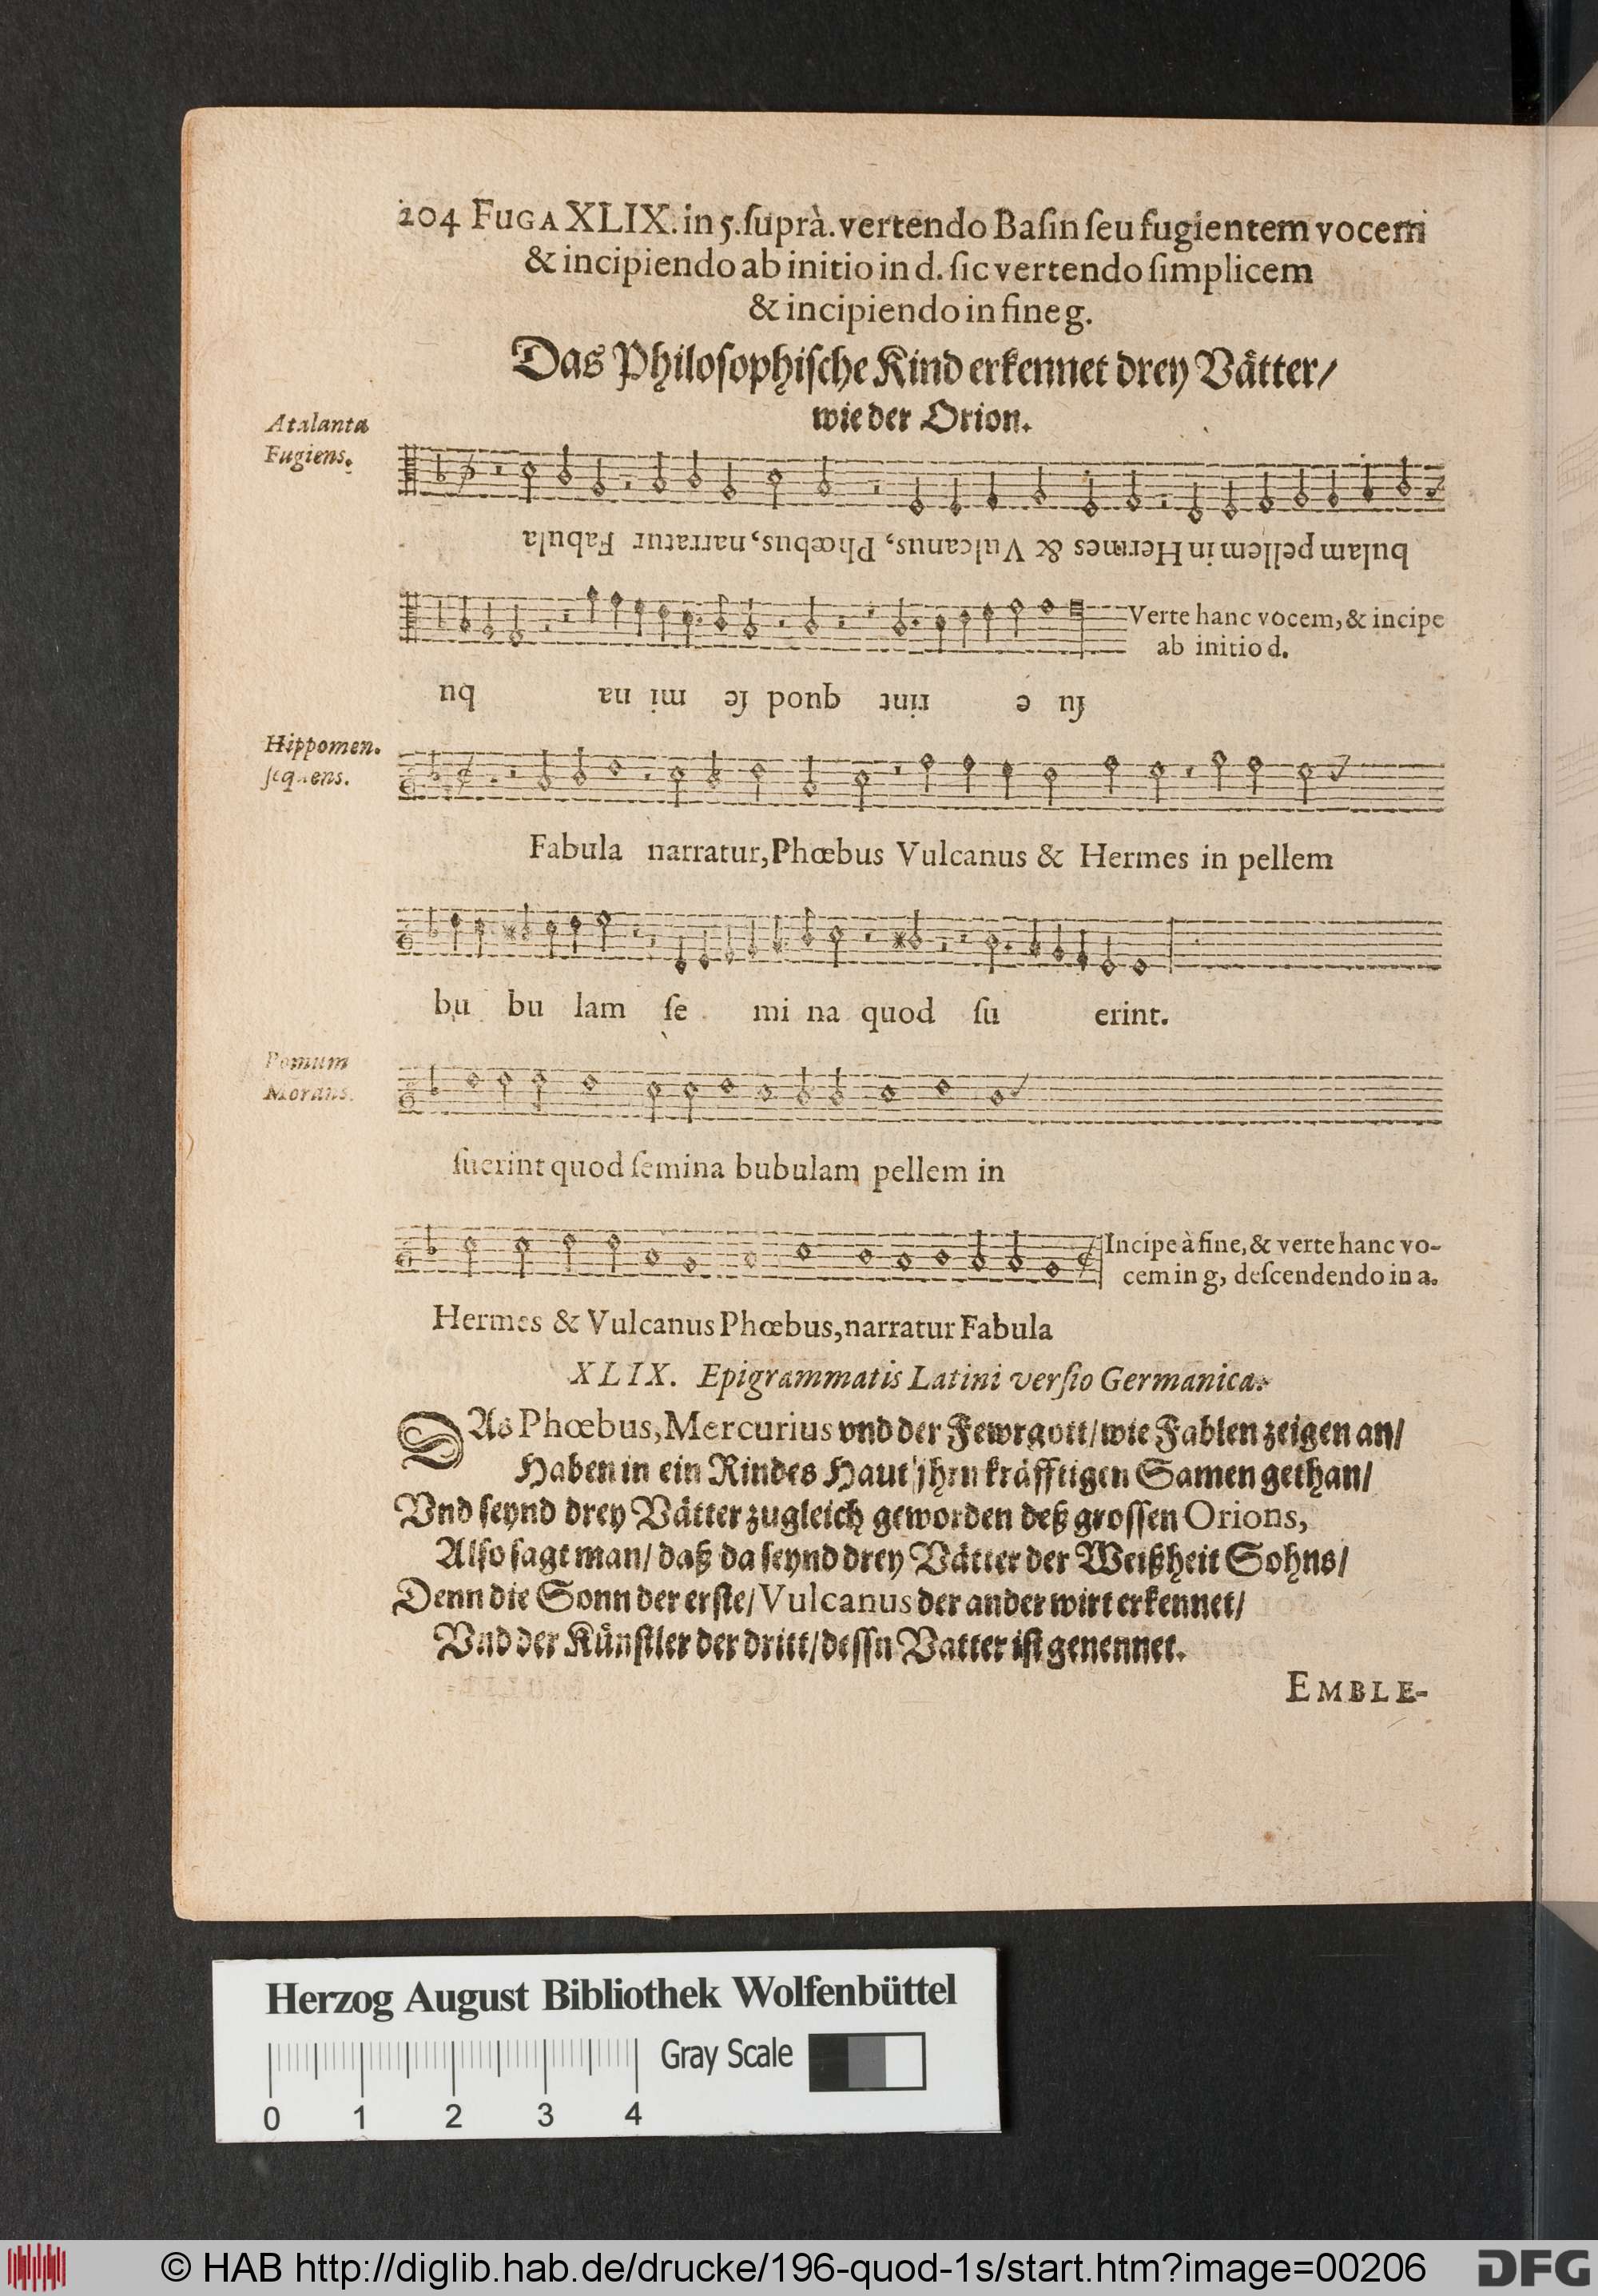 204 FUGA XLIX. in 5. ſuprà. vertendo Baſin ſeu fugientem vocem
& incipiendo ab initio in d. ſic vertendo ſimplicem
& incipiendo in fine g.
Das Philoſophiſche Kind erkennet drey Vätter/
wie der Orion.
Atalanta
Fugiens.
bulam pellem in Hermes & Vulcanus, Phœbus, narratur Fabula
Verte hanc vocem, & incipe
ab initio d.
ſu e rint quod ſe mi na bu
Hippomen.
ſequens.
Fabula narratur, Phœbus Vulcanus & Hermes in pellem
bu bu lam ſe mi na quod ſu erint.
Pomum
Morans.
ſuerint quod ſemina bubulam pellem in
Incipe à fine, & verte hanc vo-
cem in g, deſcendendo in a.
Hermes & Vulcanus Phœbus, narratur Fabula
XLIX. Epigrammatis Latini verſio Germanica.
DAs Phœbus, Mercurius vnd der Fewrgott/ wie Fablen zeigen an/
Haben in ein Rindes Haut jhrn kräfftigen Samen gethan/
Vnd ſeynd drey Vätter zugleich geworden deß groſſen Orions,
Alſo ſagt man/ daß da ſeynd drey Vätter der Weißheit Sohns/
Denn die Sonn der erſte/ Vulcanus der ander wirt erkennet/
Vnd der Künſtler der dritt/ deſſn Vatter iſt genennet.
EMBLE-
Herzog August Bibliothek Wolfenbüttel
Gray Scale
0 1 2 3 4
© HAB http://diglib.hab.de/drucke/196-quod-1s/start.htm?image=00206
DFG